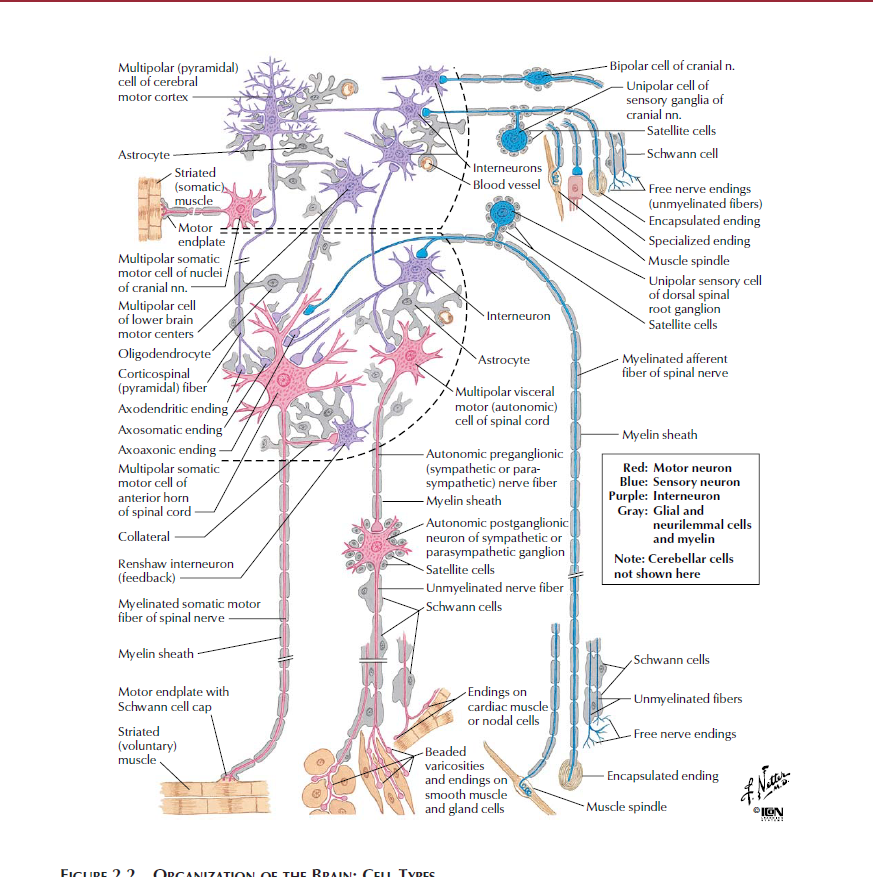 Multipolar (pyramidal)
cell of cerebral
motor cortex
Astrocyte
Striated
(somatic)
muscle
Motor
endplate
Multipolar somatic
motor cell of nuclei
of cranial nn.
Multipolar cell
of lower brain
motor centers
Oligodendrocyte
Corticospinal
(pyramidal) fiber
Axodendritic ending
Axosomatic ending
Axoaxonic ending
Multipolar somatic
motor cell of
anterior horn
of spinal cord
Collateral
Renshaw interneuron
(feedback)
Myelinated somatic motor
fiber of spinal nerve
Myelin sheath
Motor endplate with
Schwann cell cap
Striated
(voluntary)
muscle
Interneurons
Blood vessel
Interneuron
Astrocyte
Multipolar visceral
motor (autonomic)
cell of spinal cord
Autonomic preganglionic
(sympathetic or para-
sympathetic) nerve fiber
Myelin sheath
Autonomic postganglionic
neuron of sympathetic or
parasympathetic ganglion
Satellite cells
Unmyelinated nerve fiber
Schwann cells
Endings on
cardiac muscle
or nodal cells
Beaded
varicosities
and endings on
smooth muscle
and gland cells
Bipolar cell of cranial n.
Unipolar cell of
sensory ganglia of
cranial nn.
Satellite cells
Schwann cell
Free nerve endings
(unmyelinated fibers)
Encapsulated ending
Specialized ending
Muscle spindle
Unipolar sensory cell
of dorsal spinal
root ganglion
Satellite cells
Myelinated afferent
fiber of spinal nerve
Myelin sheath
Red: Motor neuron
Blue: Sensory neuron
Purple: Interneuron
Gray: Glial and
neurilemmal cells
and myelin
Note: Cerebellar cells
not shown here
Schwann cells
Unmyelinated fibers
Free nerve endings
Encapsulated ending
Muscle spindle
F. Netter M.D.
© ICON
FIGURE 2.2 ORGANIZATION OF THE BRAIN: CELL TYPES